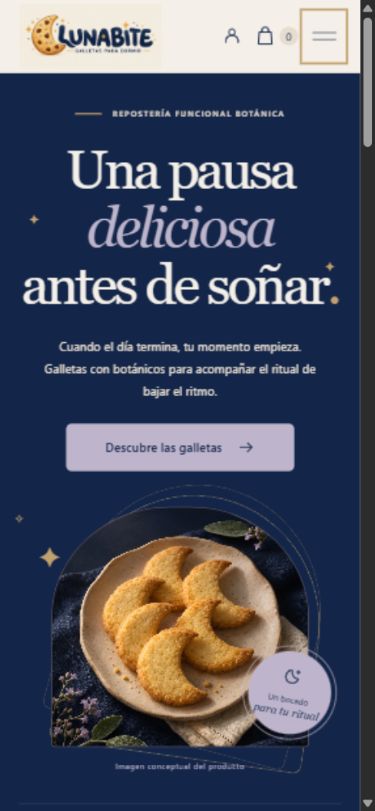 LUNABITE
GALLETAS PARA DORMIR
0
REPOSTERÍA FUNCIONAL BOTÁNICA
Una pausa
deliciosa
antes de soñar.
Cuando el día termina, tu momento empieza.
Galletas con botánicos para acompañar el ritual de
bajar el ritmo.
Descubre las galletas →
Un bocado
para tu ritual
Imagen conceptual del producto